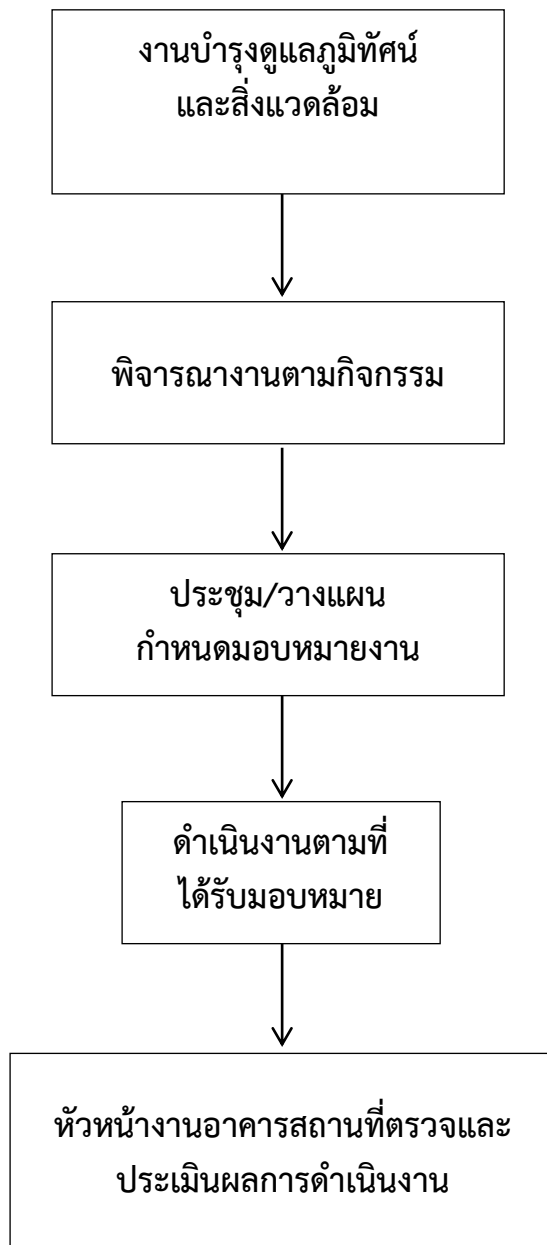 งานบำรุงดูแลภูมิทัศน์
และสิ่งแวดล้อม
พิจารณางานตามกิจกรรม
ประชุม/วางแผน
กำหนดมอบหมายงาน
ดำเนินงานตามที่
ได้รับมอบหมาย
หัวหน้างานอาคารสถานที่ตรวจและ
ประเมินผลการดำเนินงาน